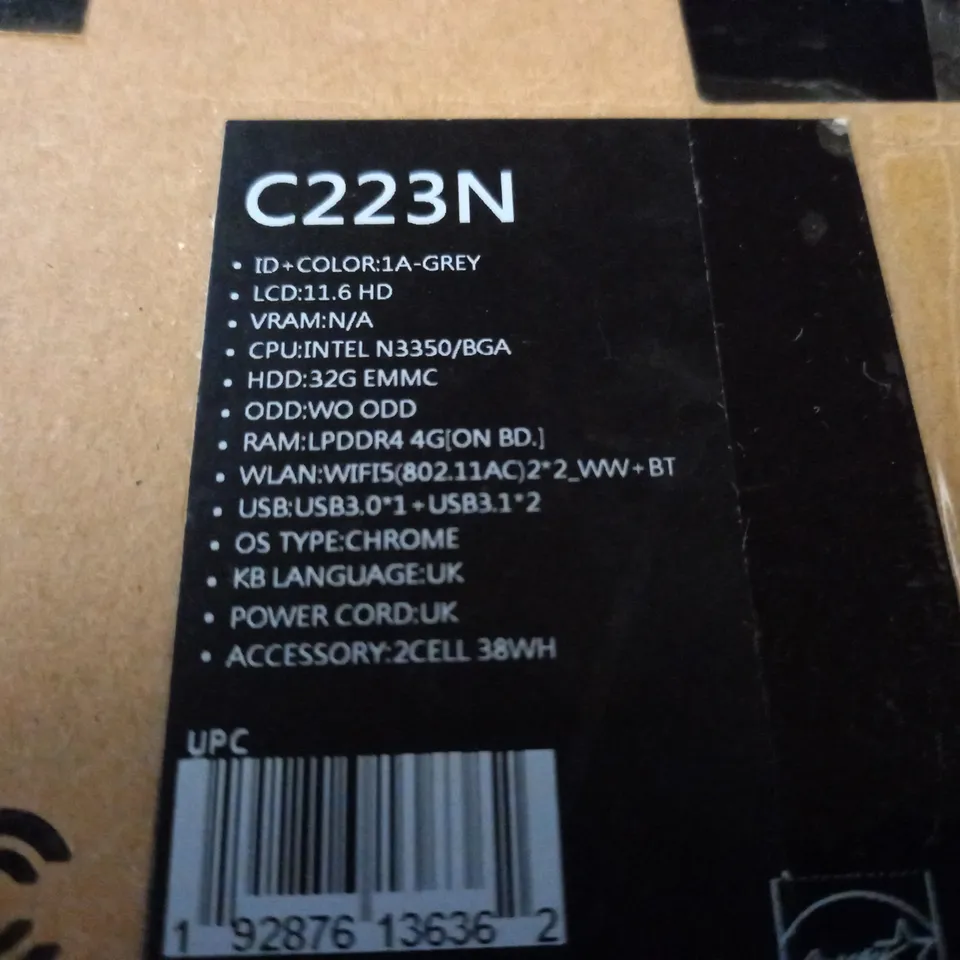 C223N
• ID+COLOR:1A-GREY
• LCD:11.6 HD
• VRAM:N/A
• CPU:INTEL N3350/BGA
• HDD:32G EMMC
• ODD:WO ODD
• RAM:LPDDR4 4G[ON BD.]
• WLAN:WIFI5(802.11AC)2*2_WW+BT
• USB:USB3.0*1+USB3.1*2
• OS TYPE:CHROME
• KB LANGUAGE:UK
• POWER CORD:UK
• ACCESSORY:2CELL 38WH
UPC
1 92876 13636 2